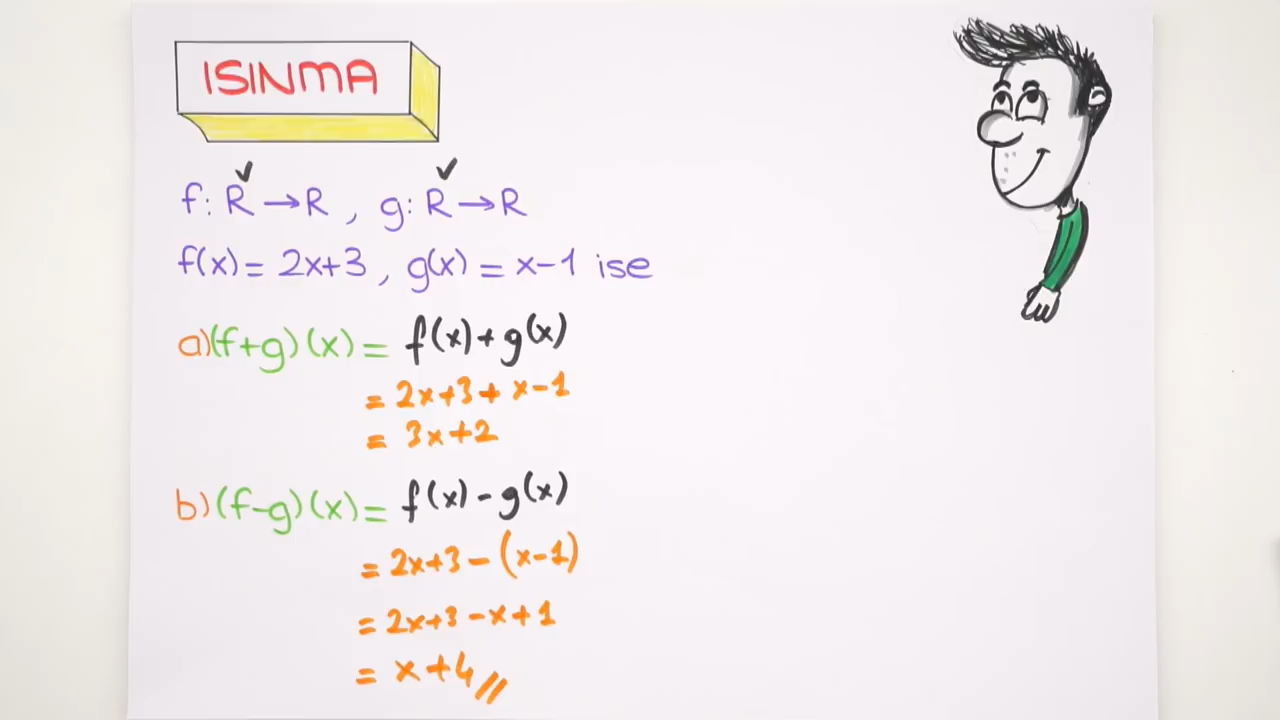 ISINMA
f: R → R , g: R → R
f(x) = 2x+3 , g(x) = x-1 ise
a) (f+g)(x) = f(x)+g(x)
= 2x+3+x-1
= 3x+2
b) (f-g)(x) = f(x)-g(x)
= 2x+3-(x-1)
= 2x+3-x+1
= x+4//